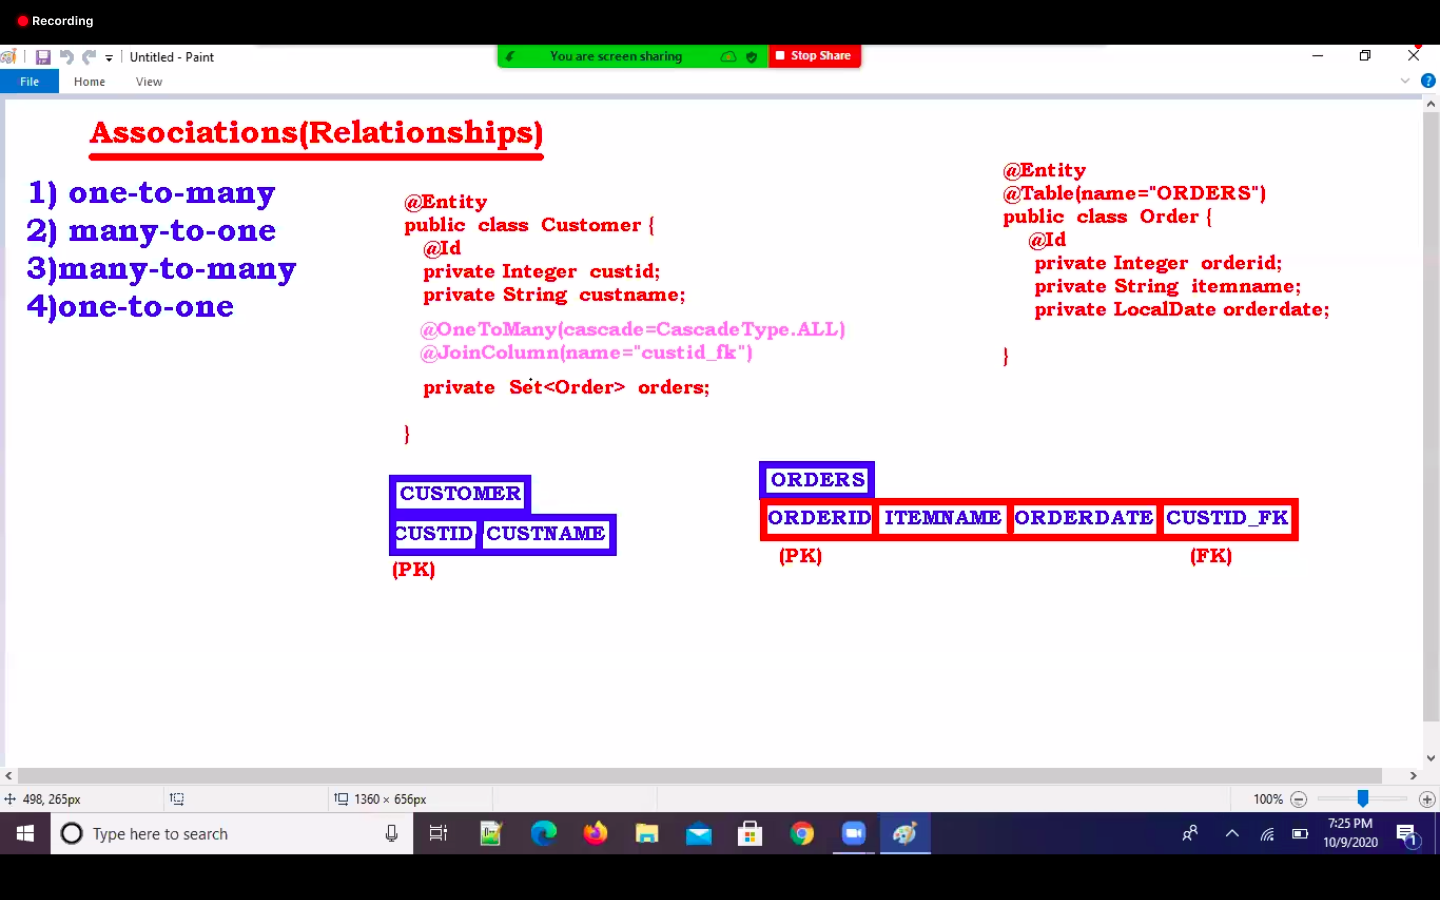 Recording
Untitled - Paint
You are screen sharing
Stop Share
File Home View
Associations(Relationships)
1) one-to-many
2) many-to-one
3)many-to-many
4)one-to-one
@Entity
public class Customer {
@Id
private Integer custid;
private String custname;
@OneToMany(cascade=CascadeType.ALL)
@JoinColumn(name="custid_fk")
private Set<Order> orders;
}
@Entity
@Table(name="ORDERS")
public class Order {
@Id
private Integer orderid;
private String itemname;
private LocalDate orderdate;
}
CUSTOMER
CUSTID CUSTNAME
(PK)
ORDERS
ORDERID ITEMNAME ORDERDATE CUSTID_FK
(PK) (FK)
498, 265px 1360 × 656px 100%
Type here to search
7:25 PM
10/9/2020
1